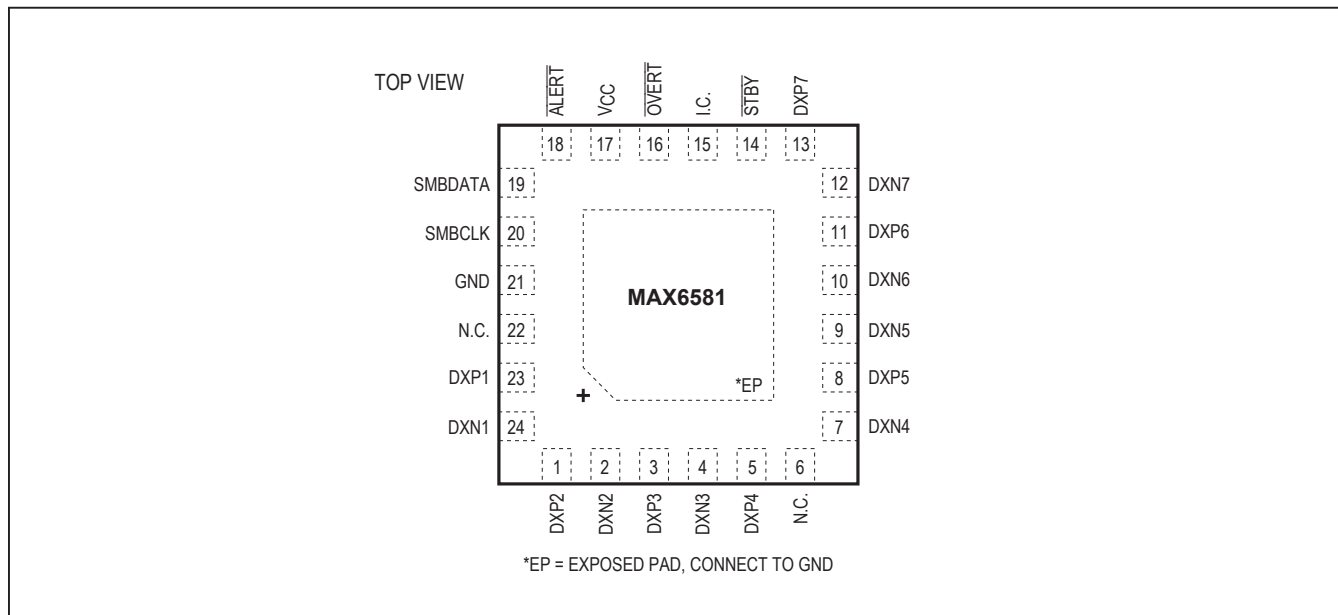 TOP VIEW
ALERT
VCC
OVERT
I.C.
STBY
DXP7
18 17 16 15 14 13
SMBDATA 19
12 DXN7
SMBCLK 20
11 DXP6
GND 21
10 DXN6
MAX6581
N.C. 22
9 DXN5
DXP1 23
8 DXP5
+
*EP
DXN1 24
7 DXN4
1 2 3 4 5 6
DXP2
DXN2
DXP3
DXN3
DXP4
N.C.
*EP = EXPOSED PAD, CONNECT TO GND